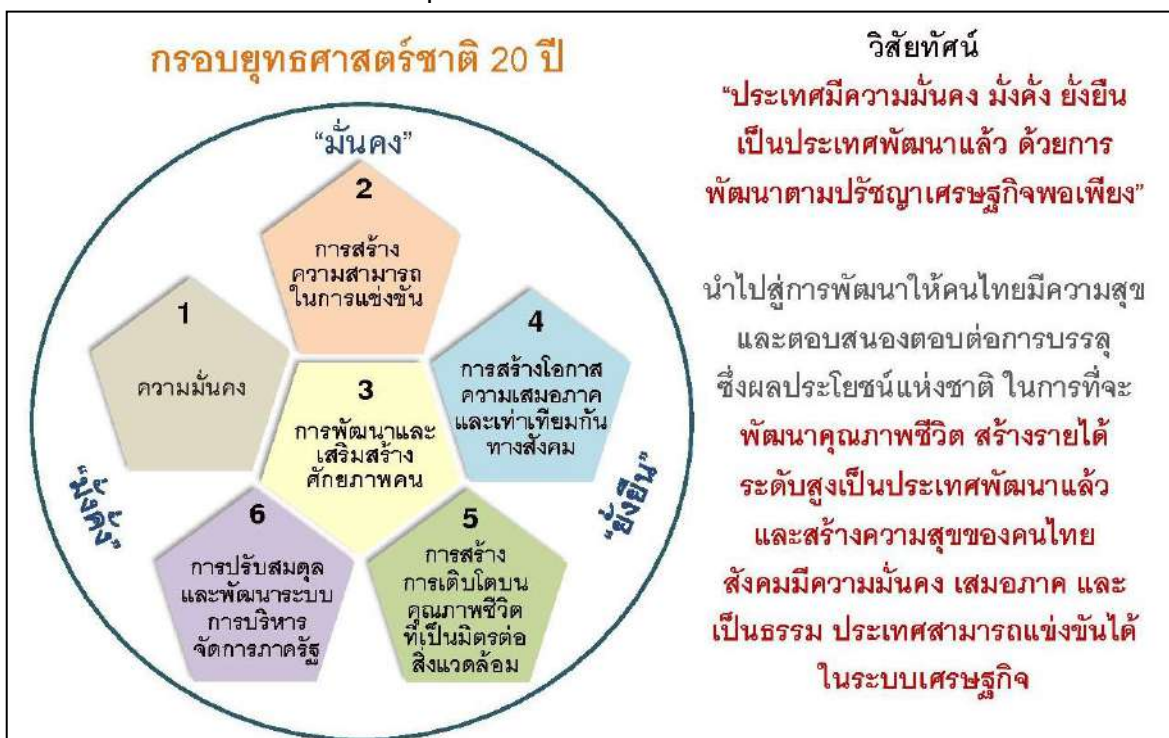 กรอบยุทธศาสตร์ชาติ 20 ปี
"มั่นคง"
1
ความมั่นคง
2
การสร้าง
ความสามารถ
ในการแข่งขัน
3
การพัฒนาและ
เสริมสร้าง
ศักยภาพคน
4
การสร้างโอกาส
ความเสมอภาค
และเท่าเทียมกัน
ทางสังคม
"มั่งคั่ง"
"ยั่งยืน"
6
การปรับสมดุล
และพัฒนาระบบ
การบริหาร
จัดการภาครัฐ
5
การสร้าง
การเติบโตบน
คุณภาพชีวิต
ที่เป็นมิตรต่อ
สิ่งแวดล้อม
วิสัยทัศน์
"ประเทศมีความมั่นคง มั่งคั่ง ยั่งยืน
เป็นประเทศพัฒนาแล้ว ด้วยการ
พัฒนาตามปรัชญาเศรษฐกิจพอเพียง"
นำไปสู่การพัฒนาให้คนไทยมีความสุข
และตอบสนองตอบต่อการบรรลุ
ซึ่งผลประโยชน์แห่งชาติ ในการที่จะ
พัฒนาคุณภาพชีวิต สร้างรายได้
ระดับสูงเป็นประเทศพัฒนาแล้ว
และสร้างความสุขของคนไทย
สังคมมีความมั่นคง เสมอภาค และ
เป็นธรรม ประเทศสามารถแข่งขันได้
ในระบบเศรษฐกิจ